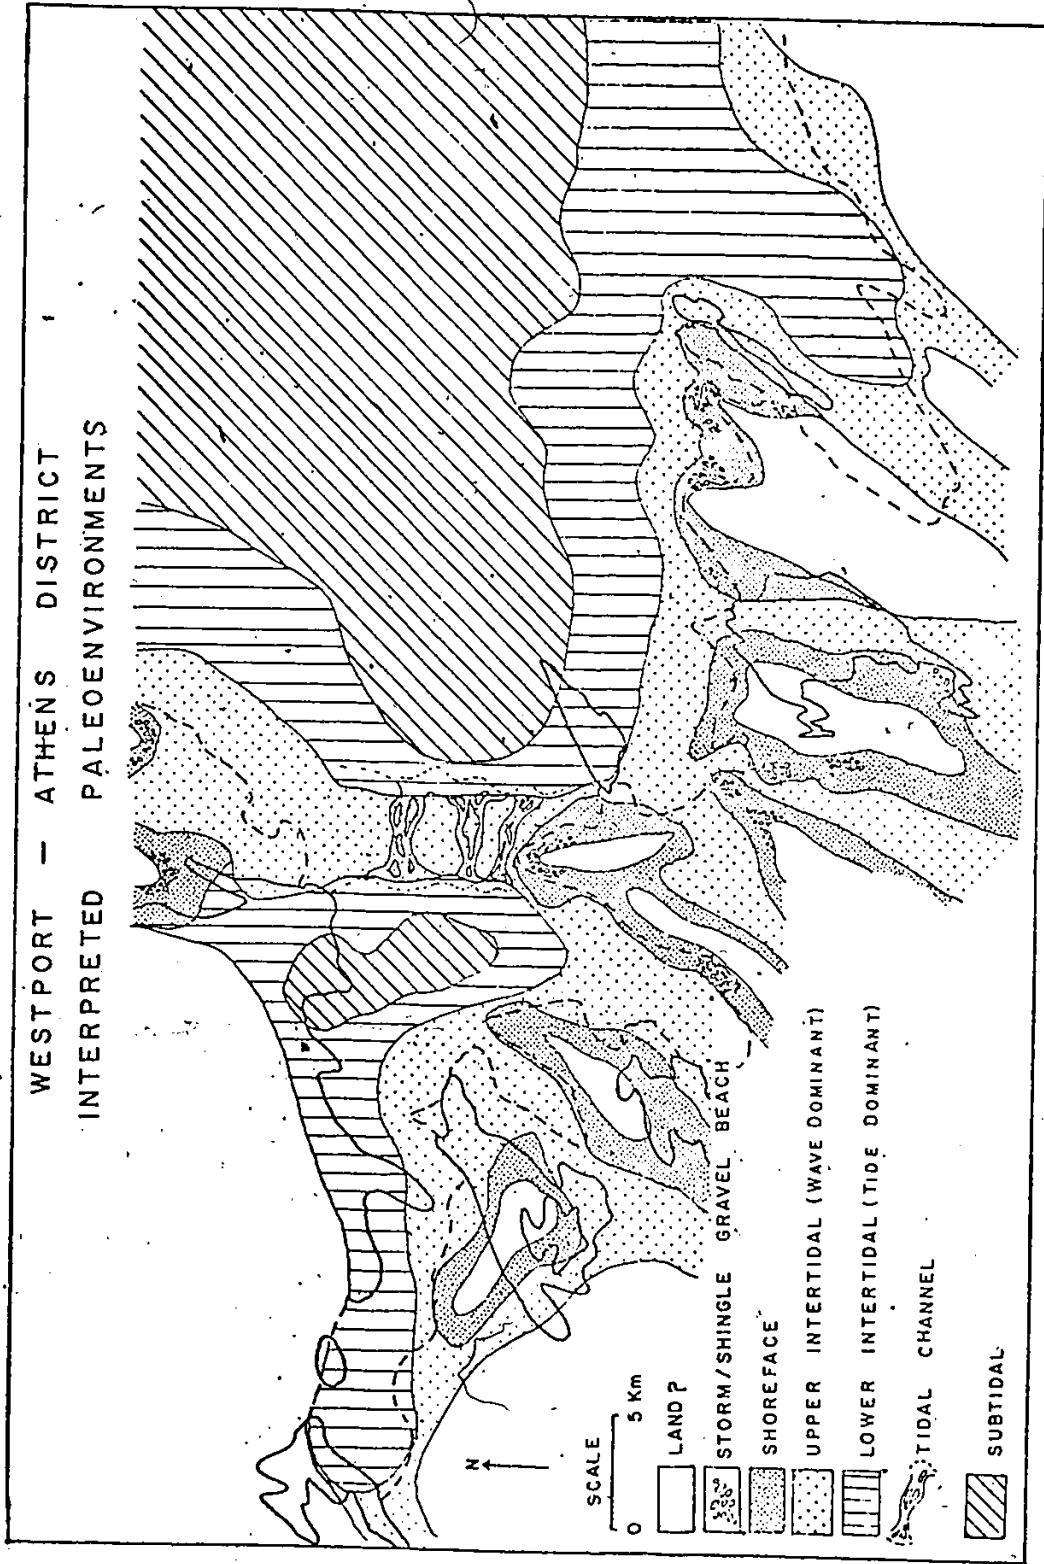 WESTPORT — ATHENS DISTRICT
INTERPRETED PALEOENVIRONMENTS
N
SCALE
0 5 Km
LAND?
STORM/SHINGLE GRAVEL BEACH
SHOREFACE
UPPER INTERTIDAL (WAVE DOMINANT)
LOWER INTERTIDAL (TIDE DOMINANT)
TIDAL CHANNEL
SUBTIDAL